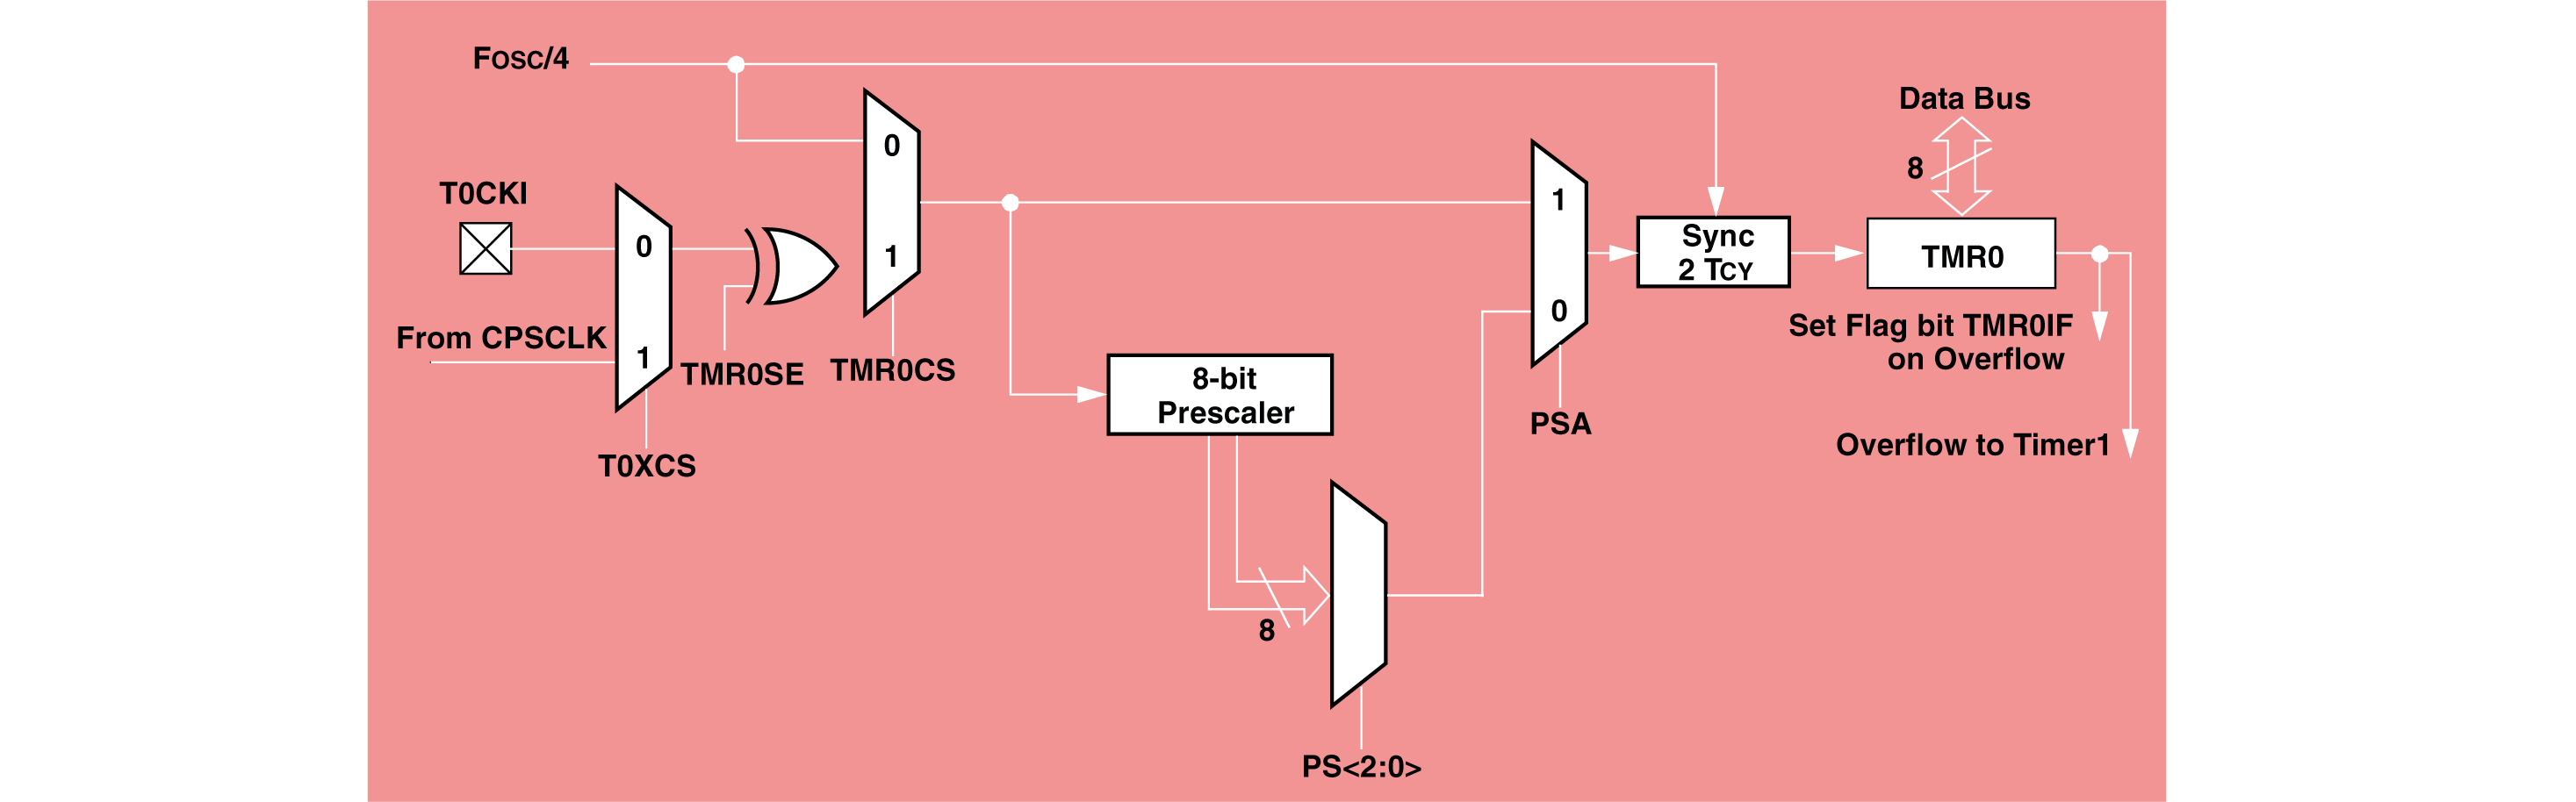 FOSC/4
Data Bus
8
0
T0CKI
1
0
Sync
2 TCY
TMR0
1
0
Set Flag bit TMR0IF
on Overflow
From CPSCLK
1
TMR0SE
TMR0CS
8-bit
Prescaler
PSA
Overflow to Timer1
T0XCS
8
PS<2:0>